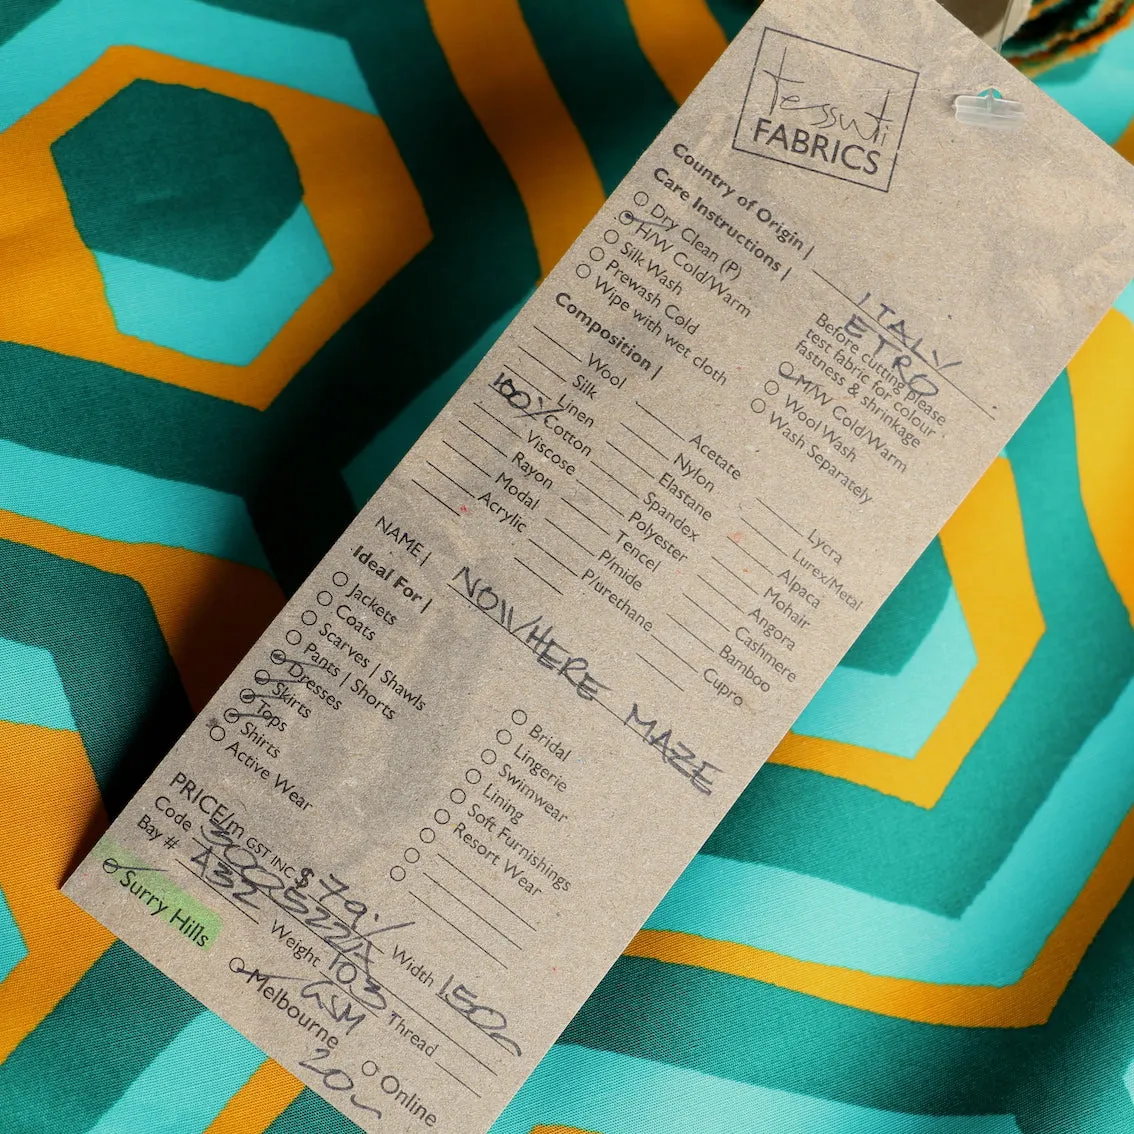 tessuti
FABRICS
Country of Origin | ITALY
Care Instructions | ETRO
Dry Clean (P)
H/W Cold/Warm
Silk Wash
Prewash Cold
Wipe with wet cloth
Before cutting please
test fabric for colour
fastness & shrinkage
M/W Cold/Warm
Wool Wash
Wash Separately
Composition |
Wool
Silk
Linen
100% Cotton
Viscose
Rayon
Modal
Acrylic
Acetate
Nylon
Elastane
Spandex
Polyester
Tencel
P/mide
P/urethane
Lycra
Lurex/Metal
Alpaca
Mohair
Angora
Cashmere
Bamboo
Cupro
NAME | NOWHERE MAZE
Ideal For |
Jackets
Coats
Scarves | Shawls
Pants | Shorts
Dresses
Skirts
Tops
Shirts
Active Wear
Bridal
Lingerie
Swimwear
Lining
Soft Furnishings
Resort Wear
PRICE/m GST INC $79.
Code 3005221A Width 150
Bay # A32 Weight 103 GSM Thread
Surry Hills
Melbourne
Online
20